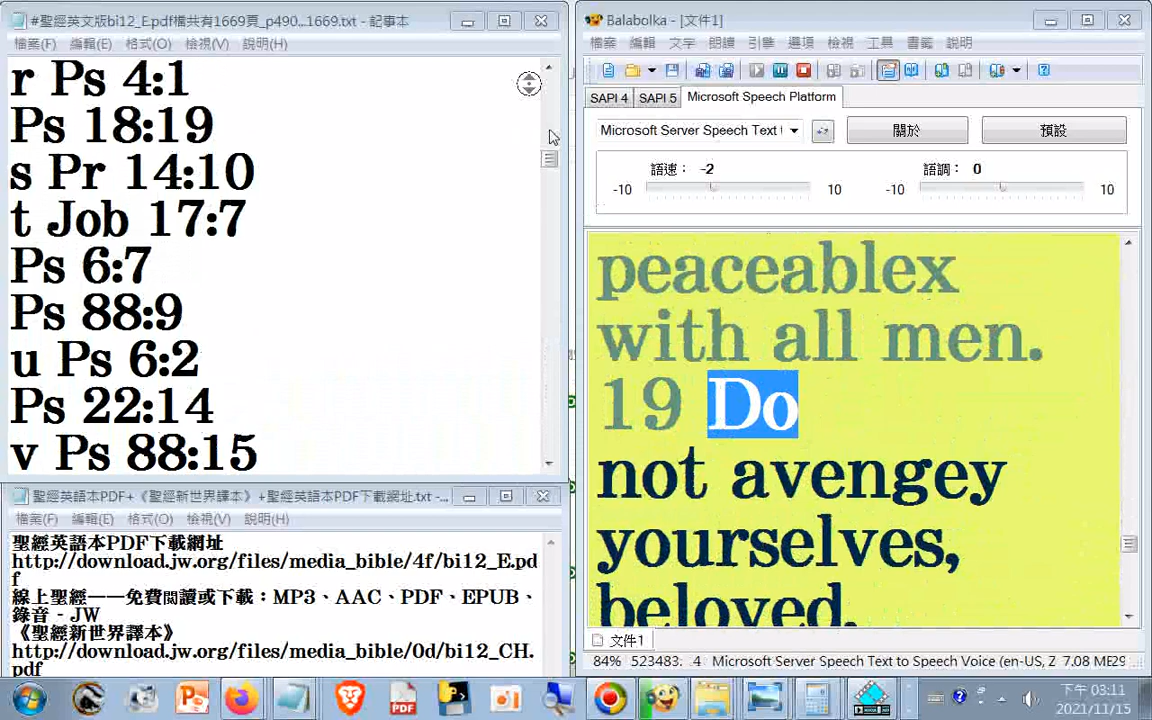 #聖經英文版bi12_E.pdf檔共有1669頁_p490...1669.txt - 記事本
檔案(F) 編輯(E) 格式(O) 檢視(V) 說明(H)
r Ps 4:1
Ps 18:19
s Pr 14:10
t Job 17:7
Ps 6:7
Ps 88:9
u Ps 6:2
Ps 22:14
v Ps 88:15
聖經英語本PDF+《聖經新世界譯本》+聖經英語本PDF下載網址.txt - ...
檔案(F) 編輯(E) 格式(O) 檢視(V) 說明(H)
聖經英語本PDF下載網址
http://download.jw.org/files/media_bible/4f/bi12_E.pd
f
線上聖經——免費閱讀或下載：MP3、AAC、PDF、EPUB、
錄音 - JW
《聖經新世界譯本》
http://download.jw.org/files/media_bible/0d/bi12_CH.
pdf
Balabolka - [文件1]
檔案 編輯 文字 朗讀 引擎 選項 檢視 工具 書籤 說明
SAPI 4 SAPI 5 Microsoft Speech Platform
Microsoft Server Speech Text t 關於 預設
語速： -2 語調： 0
-10 10 -10 10
peaceablex
with all men.
19 Do
not avengey
yourselves,
beloved,
文件1
84% 523483: 4 Microsoft Server Speech Text to Speech Voice (en-US, Z 7.08 ME29
下午 03:11
2021/11/15